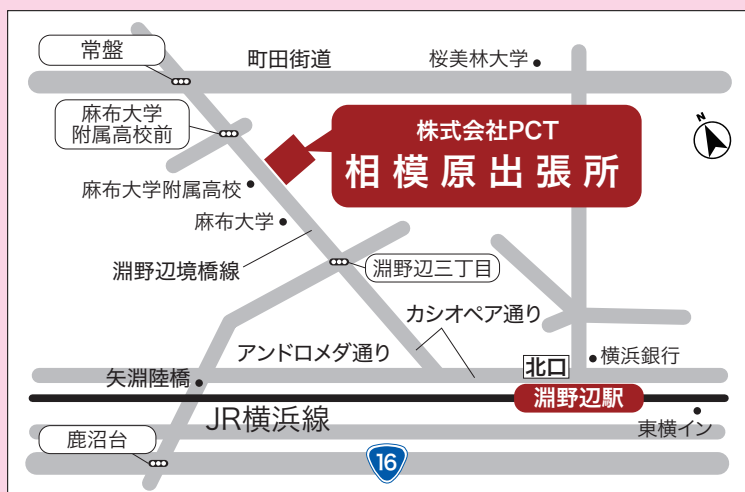 常盤
町田街道
桜美林大学
麻布大学
附属高校前
株式会社PCT
相模原出張所
N
麻布大学附属高校
麻布大学
淵野辺境橋線
淵野辺三丁目
カシオペア通り
アンドロメダ通り
北口
横浜銀行
矢淵陸橋
淵野辺駅
JR横浜線
東横イン
鹿沼台
16